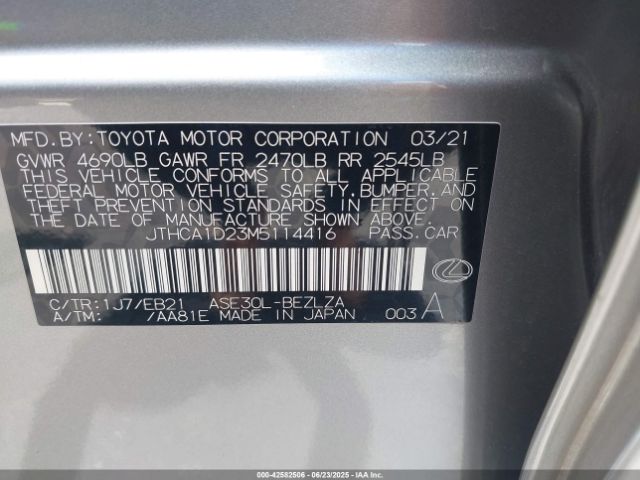 MFD.BY:TOYOTA MOTOR CORPORATION 03/21
GVWR 4690LB GAWR FR 2470LB RR 2545LB
THIS VEHICLE CONFORMS TO ALL APPLICABLE
FEDERAL MOTOR VEHICLE SAFETY,BUMPER,AND
THEFT PREVENTION STANDARDS IN EFFECT ON
THE DATE OF MANUFACTURE SHOWN ABOVE.
JTHCA1D23M5114416 PASS.CAR
C/TR:1J7/EB21 ASE30L-BEZLZA
A/TM: /AA81E MADE IN JAPAN 003 A
000-42582506 - 06/23/2025 - IAAI.COM